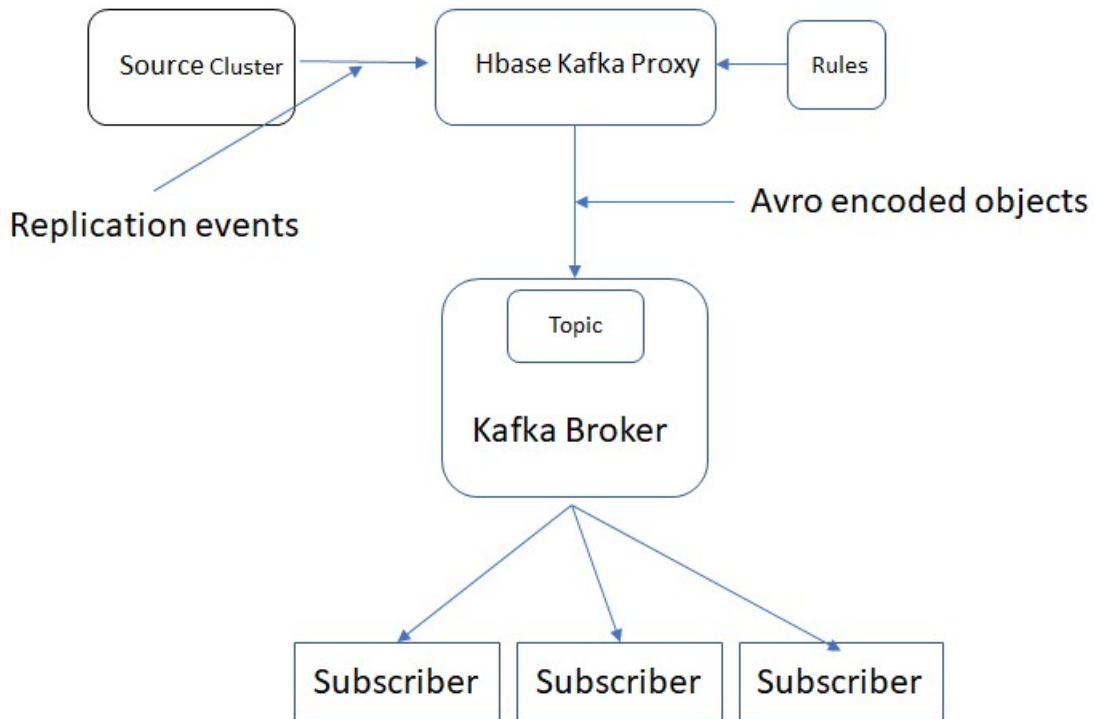 Source Cluster
Hbase Kafka Proxy
Rules
Replication events
Avro encoded objects
Topic
Kafka Broker
Subscriber
Subscriber
Subscriber